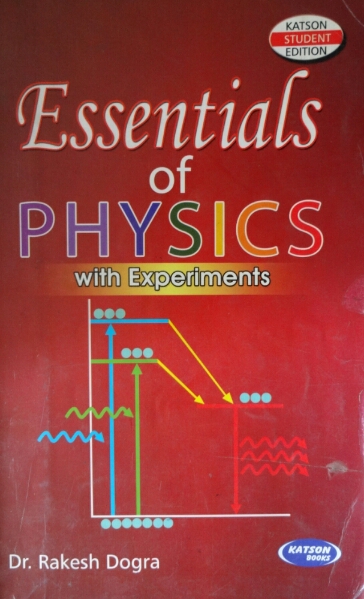 KATSON
STUDENT
EDITION
Essentials
of
PHYSICS
with Experiments
Dr. Rakesh Dogra
KATSON
BOOKS